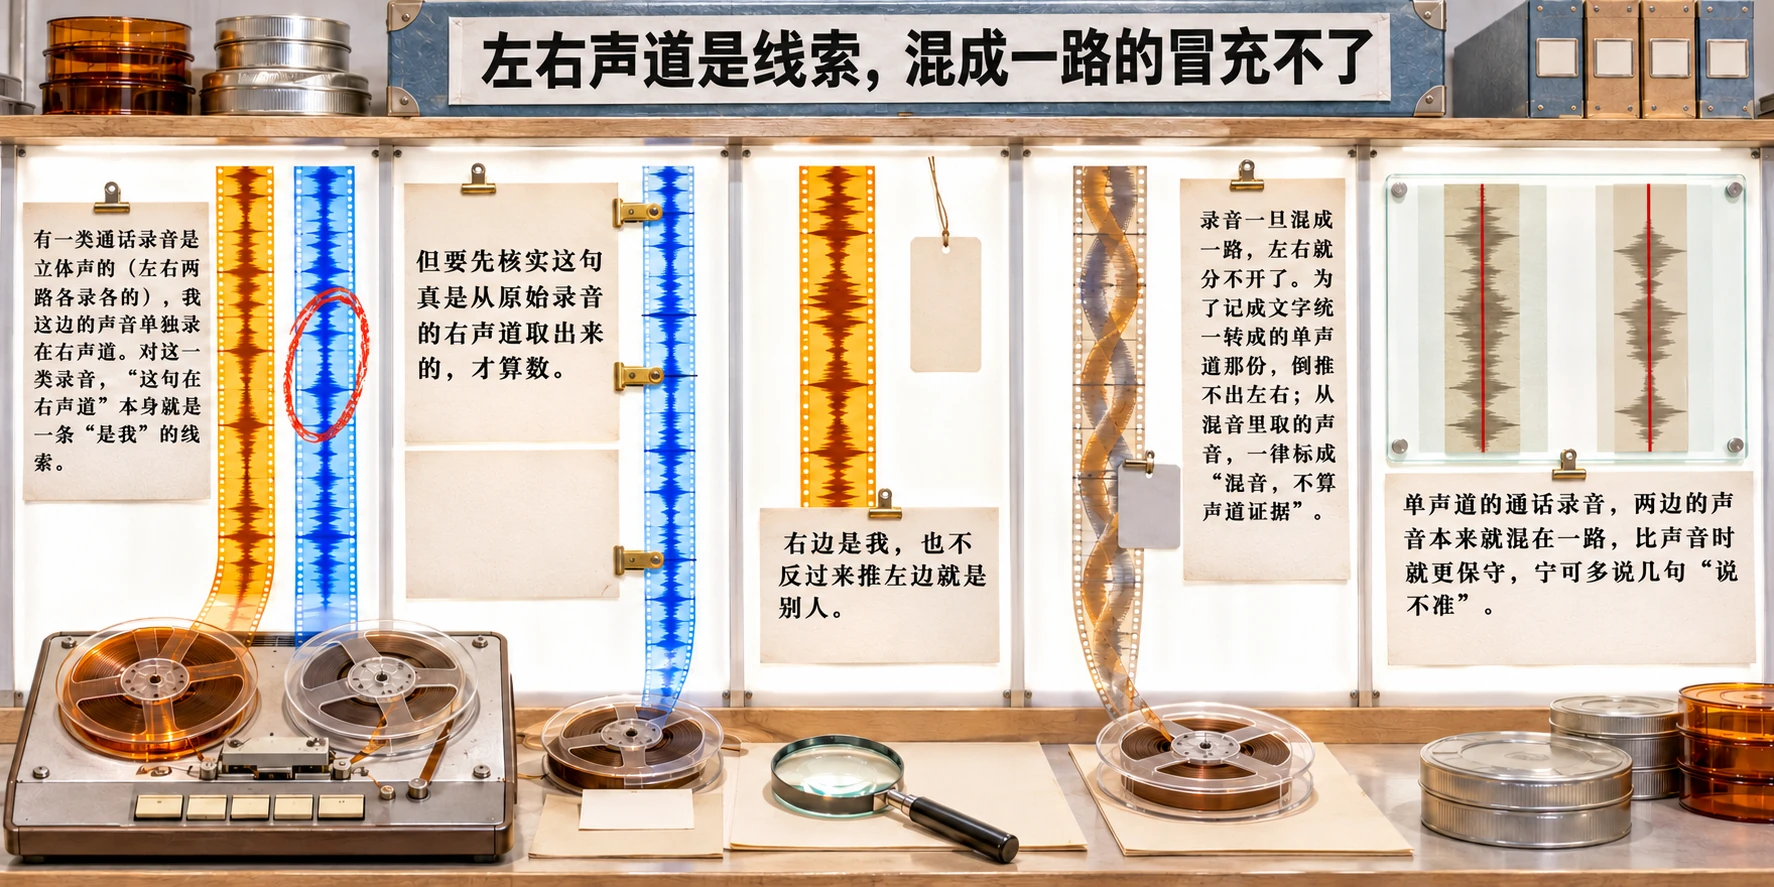 左右声道是线索，混成一路的冒充不了
有一类通话录音是
立体声的（左右两
路各录各的），我
这边的声音单独录
在右声道。对这一
类录音，“这句在
右声道”本身就是
一条“是我”的线
索。
但要先核实这句
真是从原始录音
的右声道取出来
的，才算数。
右边是我，也不
反过来推左边就是
别人。
录音一旦混成
一路，左右就
分不开了。为
了记成文字统
一转成的单声
道那份，倒推
不出左右；从
混音里取的声
音，一律标成
“混音，不算
声道证据”。
单声道的通话录音，两边的声
音本来就混在一路，比声音时
就更保守，宁可多说几句“说
不准”。